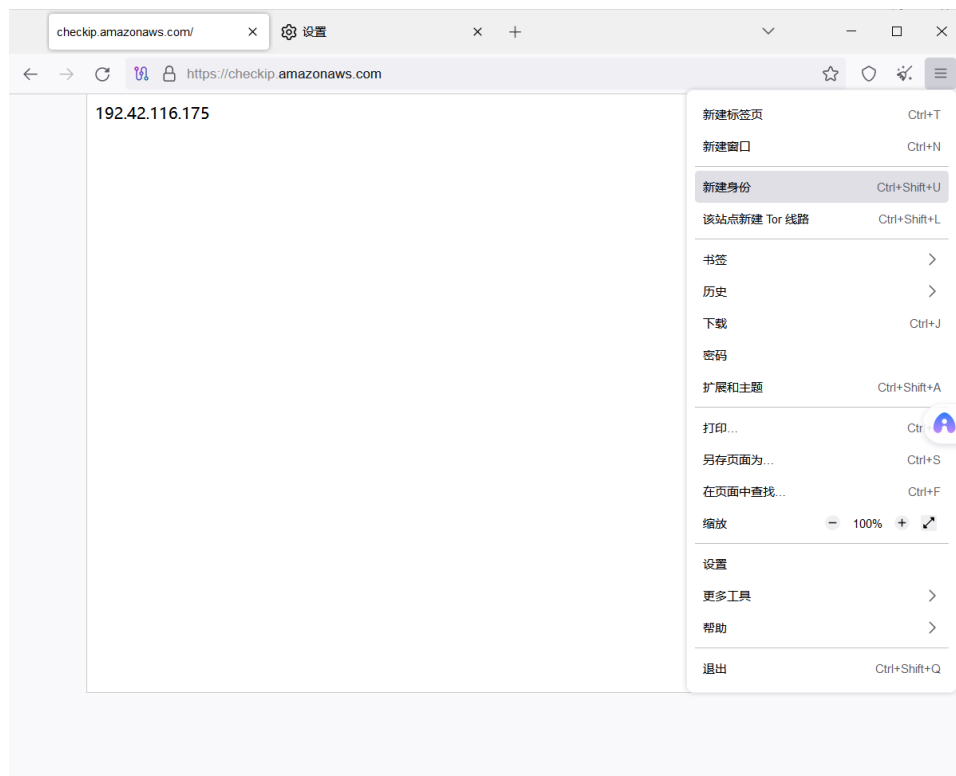 checkip.amazonaws.com/
设置
https://checkip.amazonaws.com
192.42.116.175
新建标签页 Ctrl+T
新建窗口 Ctrl+N
新建身份 Ctrl+Shift+U
该站点新建 Tor 线路 Ctrl+Shift+L
书签
历史
下载 Ctrl+J
密码
扩展和主题 Ctrl+Shift+A
打印...
另存页面为... Ctrl+S
在页面中查找... Ctrl+F
缩放 100%
设置
更多工具
帮助
退出 Ctrl+Shift+Q